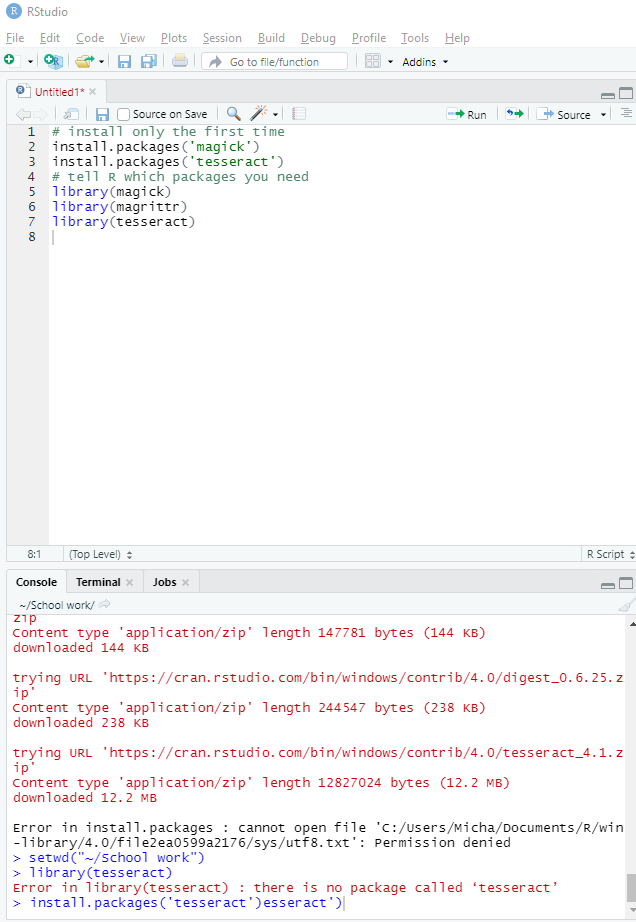 RStudio
File Edit Code View Plots Session Build Debug Profile Tools Help
Go to file/function Addins
Untitled1*
Source on Save Run Source
1 # install only the first time
2 install.packages('magick')
3 install.packages('tesseract')
4 # tell R which packages you need
5 library(magick)
6 library(magrittr)
7 library(tesseract)
8
8:1 (Top Level) R Script
Console Terminal Jobs
~/School work/
zip'
Content type 'application/zip' length 147781 bytes (144 KB)
downloaded 144 KB
trying URL 'https://cran.rstudio.com/bin/windows/contrib/4.0/digest_0.6.25.z
ip'
Content type 'application/zip' length 244547 bytes (238 KB)
downloaded 238 KB
trying URL 'https://cran.rstudio.com/bin/windows/contrib/4.0/tesseract_4.1.z
ip'
Content type 'application/zip' length 12827024 bytes (12.2 MB)
downloaded 12.2 MB
Error in install.packages : cannot open file 'C:/Users/Micha/Documents/R/win
-library/4.0/file2ea0599a2176/sys/utf8.txt': Permission denied
> setwd("~/School work")
> library(tesseract)
Error in library(tesseract) : there is no package called ‘tesseract’
> install.packages('tesseract')esseract')